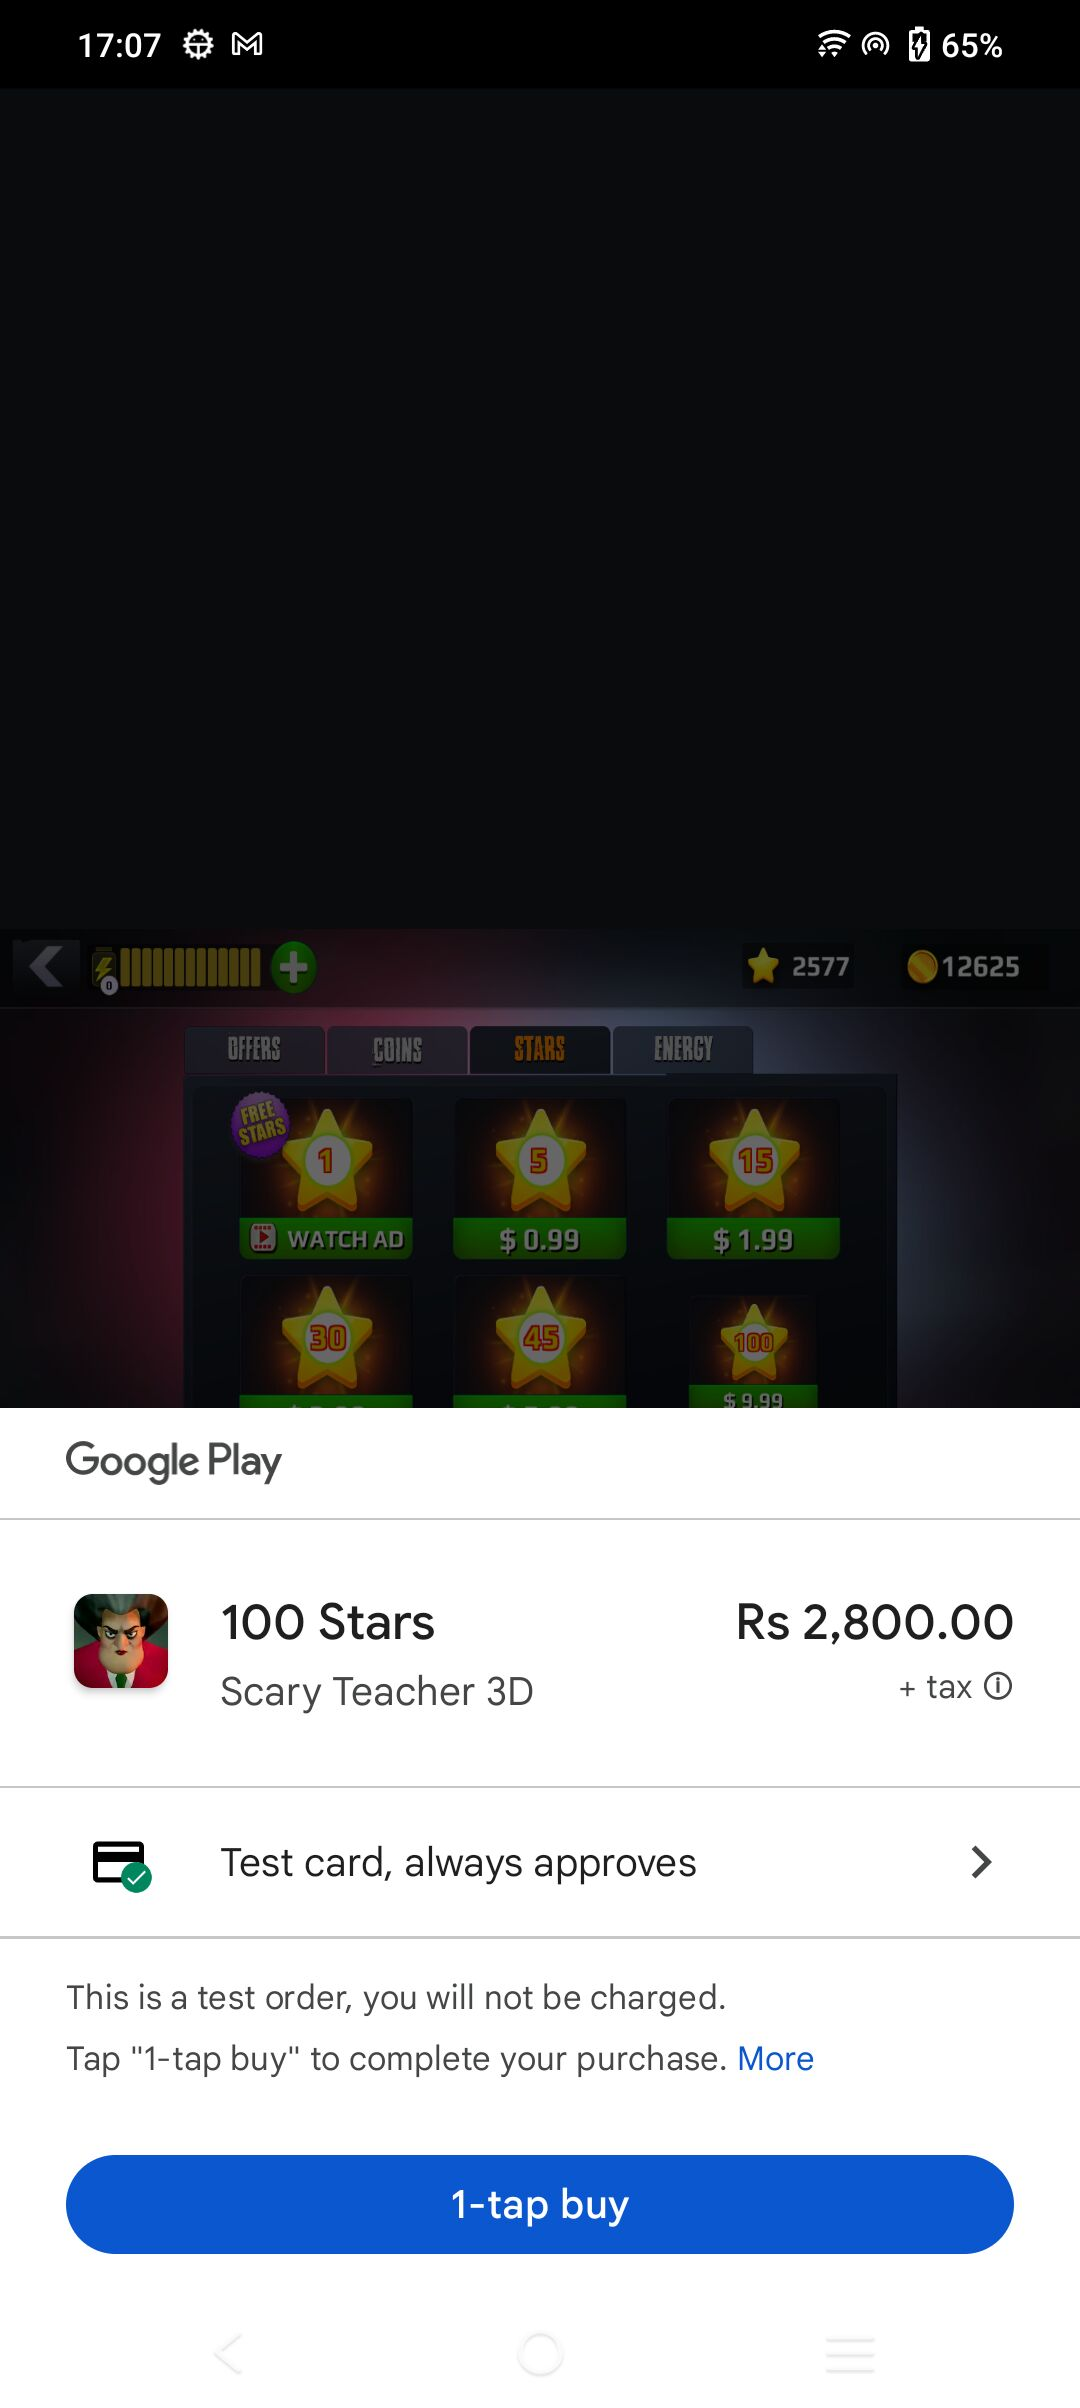 17:07 65%
0 2577 12625
OFFERS COINS STARS ENERGY
FREE STARS
1 5 15
WATCH AD $ 0.99 $ 1.99
30 45 100
$ 9.99
Google Play
100 Stars Rs 2,800.00
Scary Teacher 3D + tax
Test card, always approves
This is a test order, you will not be charged.
Tap "1-tap buy" to complete your purchase. More
1-tap buy